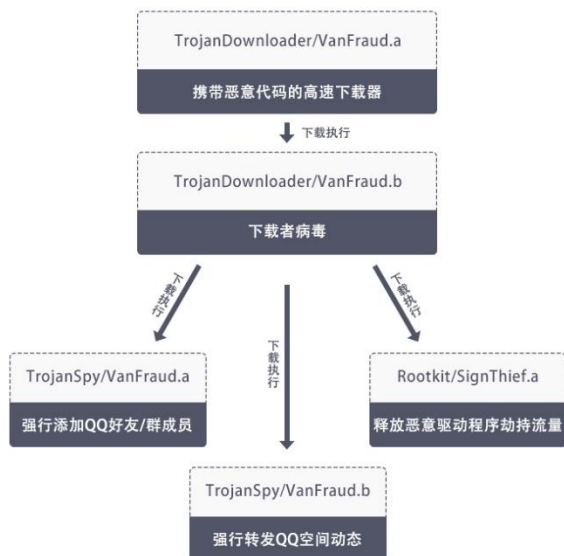 TrojanDownloader/VanFraud.a
携带恶意代码的高速下载器
下载执行
TrojanDownloader/VanFraud.b
下载者病毒
下载执行
下载执行
下载执行
TrojanSpy/VanFraud.a
强行添加QQ好友/群成员
Rootkit/SignThief.a
释放恶意驱动程序劫持流量
TrojanSpy/VanFraud.b
强行转发QQ空间动态